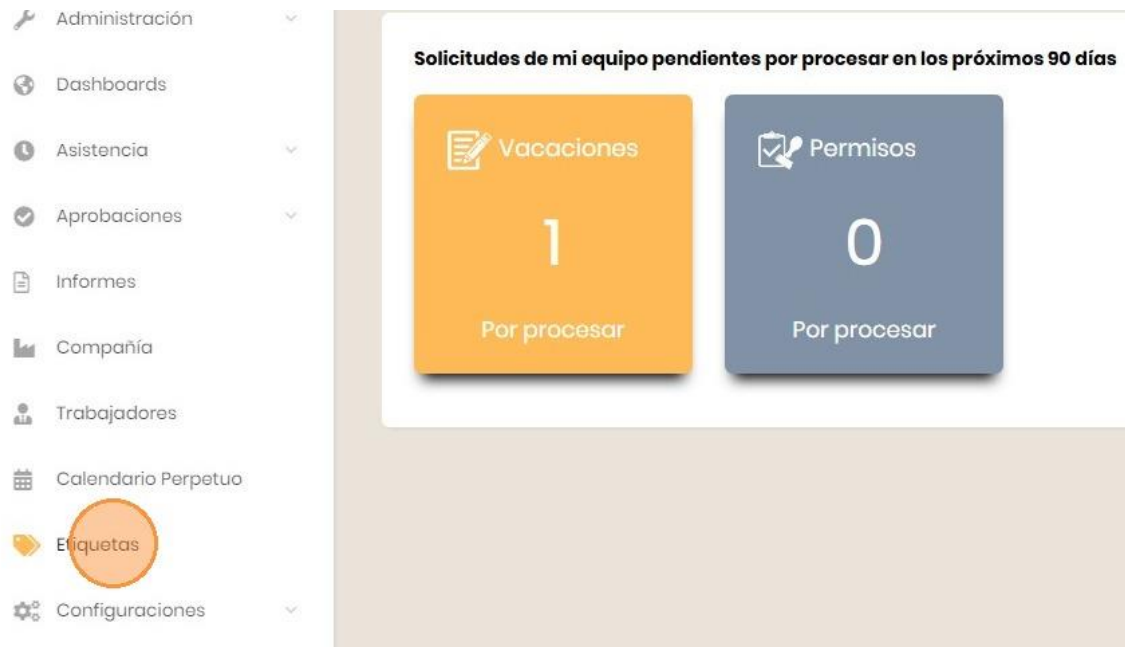 Administración
Dashboards
Asistencia
Aprobaciones
Informes
Compañía
Trabajadores
Calendario Perpetuo
Etiquetas
Configuraciones
Solicitudes de mi equipo pendientes por procesar en los próximos 90 días
Vacaciones
1
Por procesar
Permisos
0
Por procesar